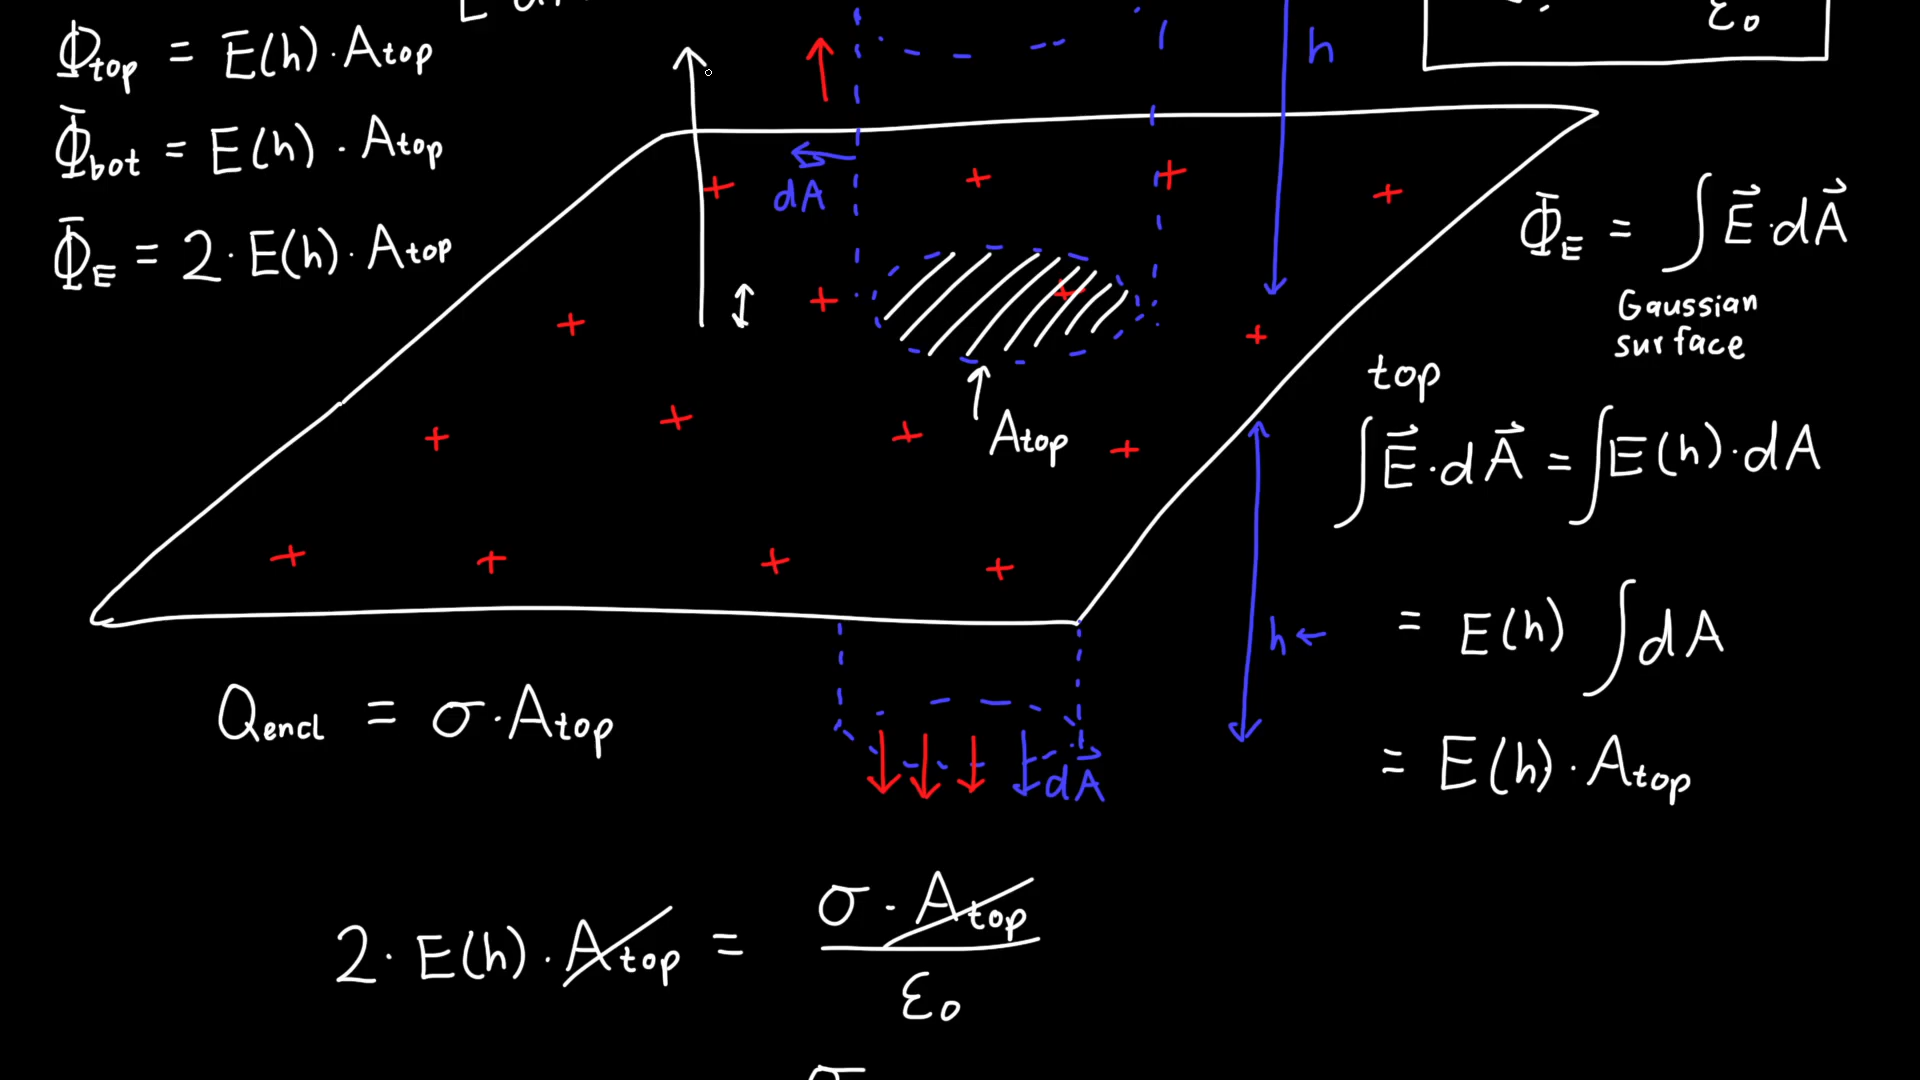 Φtop = E(h) · Atop
Φbot = E(h) · Atop
ΦE = 2 · E(h) · Atop
ε₀
h
dA
Atop
ΦE = ∫ E⃗ · dA⃗
Gaussian
surface
top
∫ E⃗ · dA⃗ = ∫ E(h) · dA
= E(h) ∫ dA
= E(h) · Atop
h
dA⃗
Qencl = σ · Atop
2 · E(h) · Atop = σ · Atop / ε₀
σ